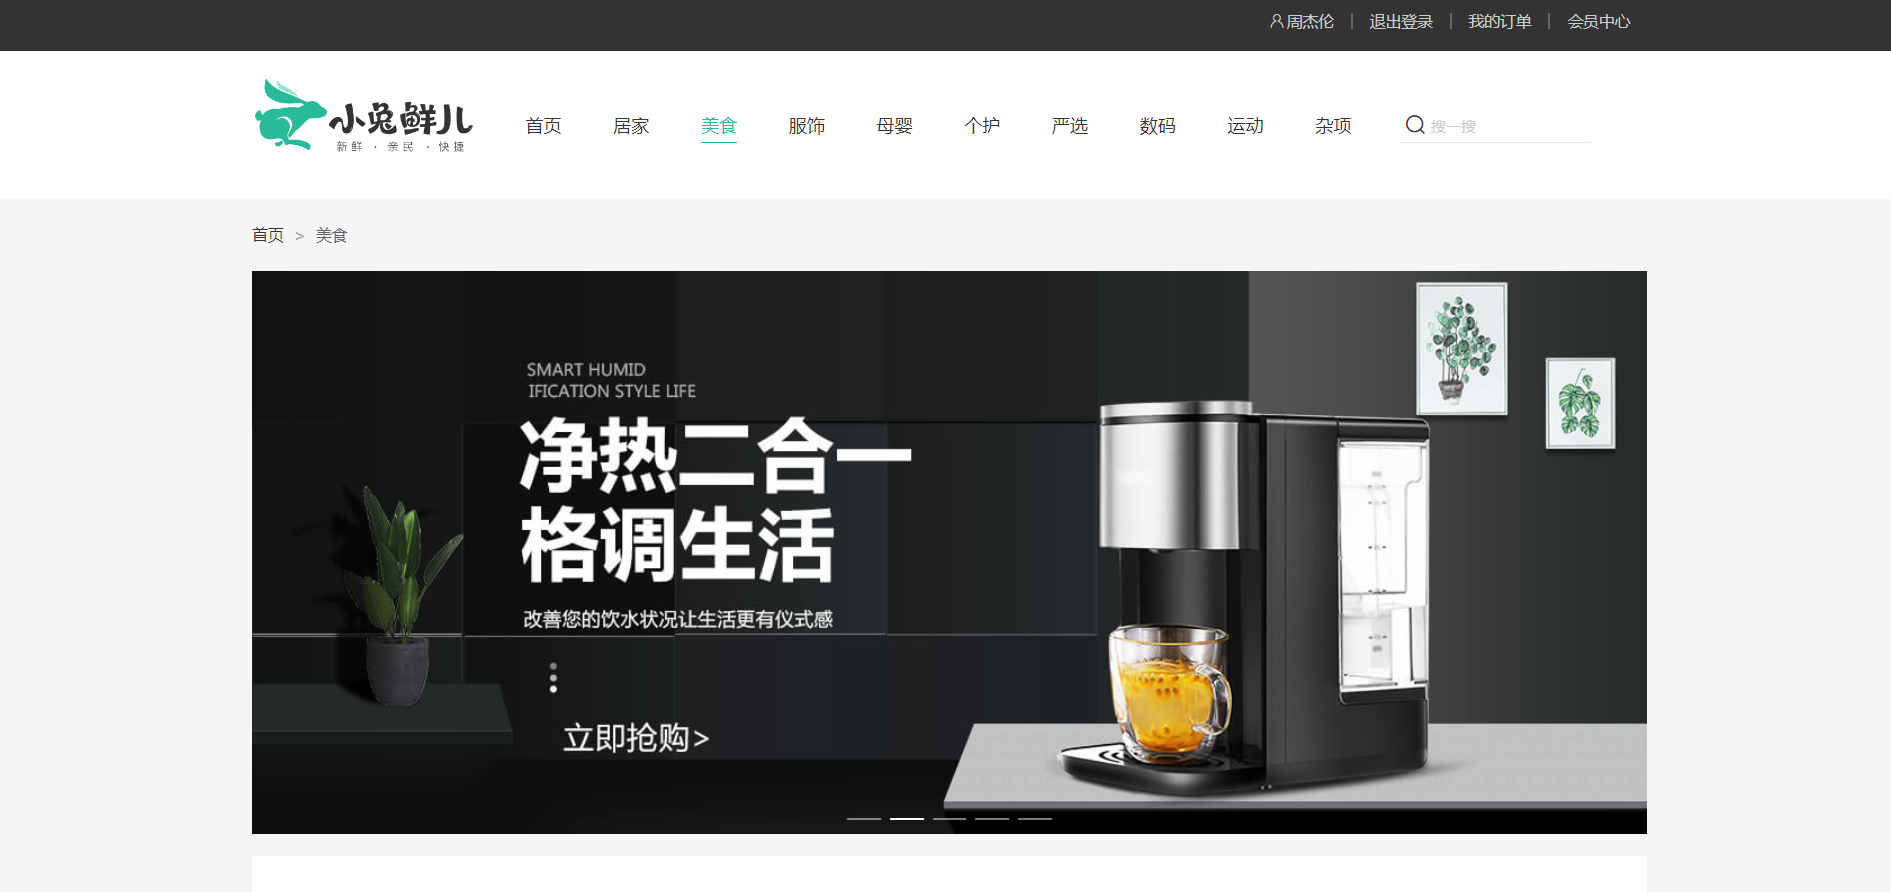 周杰伦 | 退出登录 | 我的订单 | 会员中心
小兔鲜儿
新鲜 · 亲民 · 快捷
首页 居家 美食 服饰 母婴 个护 严选 数码 运动 杂项 搜一搜
首页 > 美食
SMART HUMID
IFICATION STYLE LIFE
净热二合一
格调生活
改善您的饮水状况让生活更有仪式感
立即抢购>